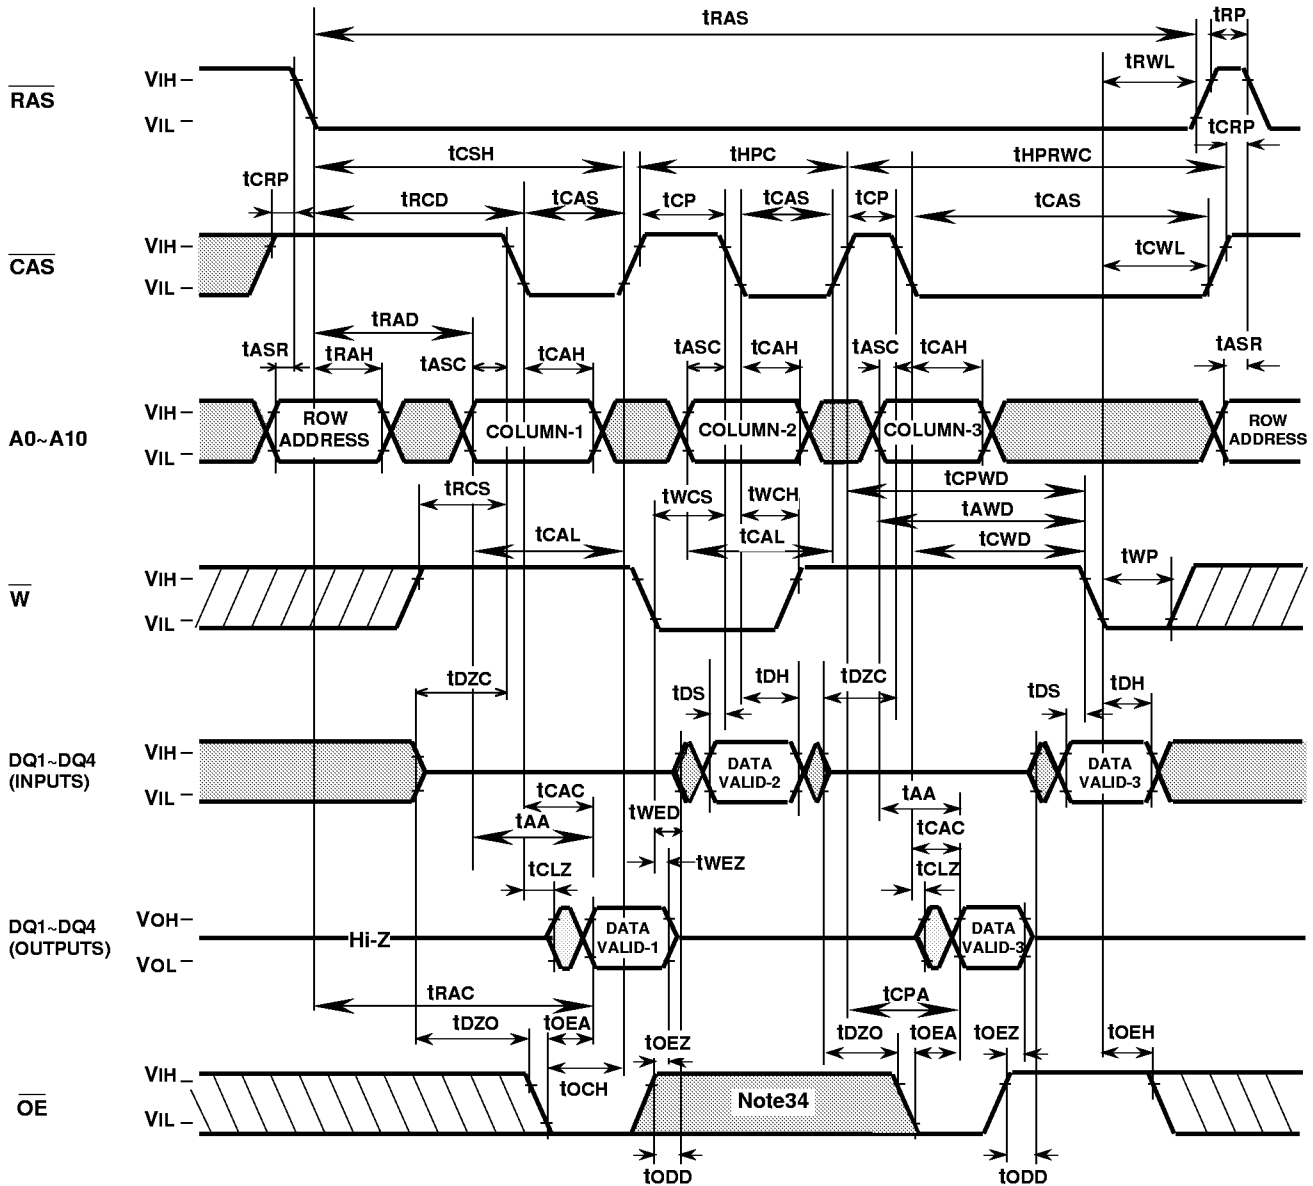 tRAS
tRP
tRWL
RAS
VIH
VIL
tCRP
tCSH
tHPC
tHPRWC
tCRP
tRCD
tCAS
tCP
tCAS
tCP
tCAS
CAS
VIH
VIL
tCWL
tRAD
tASR
tRAH
tASC
tCAH
tASC
tCAH
tASC
tCAH
tASR
A0~A10
VIH
VIL
ROW
ADDRESS
COLUMN-1
COLUMN-2
COLUMN-3
ROW
ADDRESS
tRCS
tWCS
tWCH
tCPWD
tAWD
tCAL
tCAL
tCWD
tWP
W
VIH
VIL
tDZC
tDS
tDH
tDZC
tDS
tDH
DQ1~DQ4
(INPUTS)
VIH
VIL
DATA
VALID-2
DATA
VALID-3
tCAC
tAA
tWED
tAA
tCAC
tCLZ
tWEZ
tCLZ
DQ1~DQ4
(OUTPUTS)
VOH
VOL
Hi-Z
DATA
VALID-1
DATA
VALID-3
tRAC
tCPA
tDZO
tOEA
tOEZ
tDZO
tOEA
tOEZ
tOEH
tOCH
OE
VIH
VIL
Note34
tODD
tODD